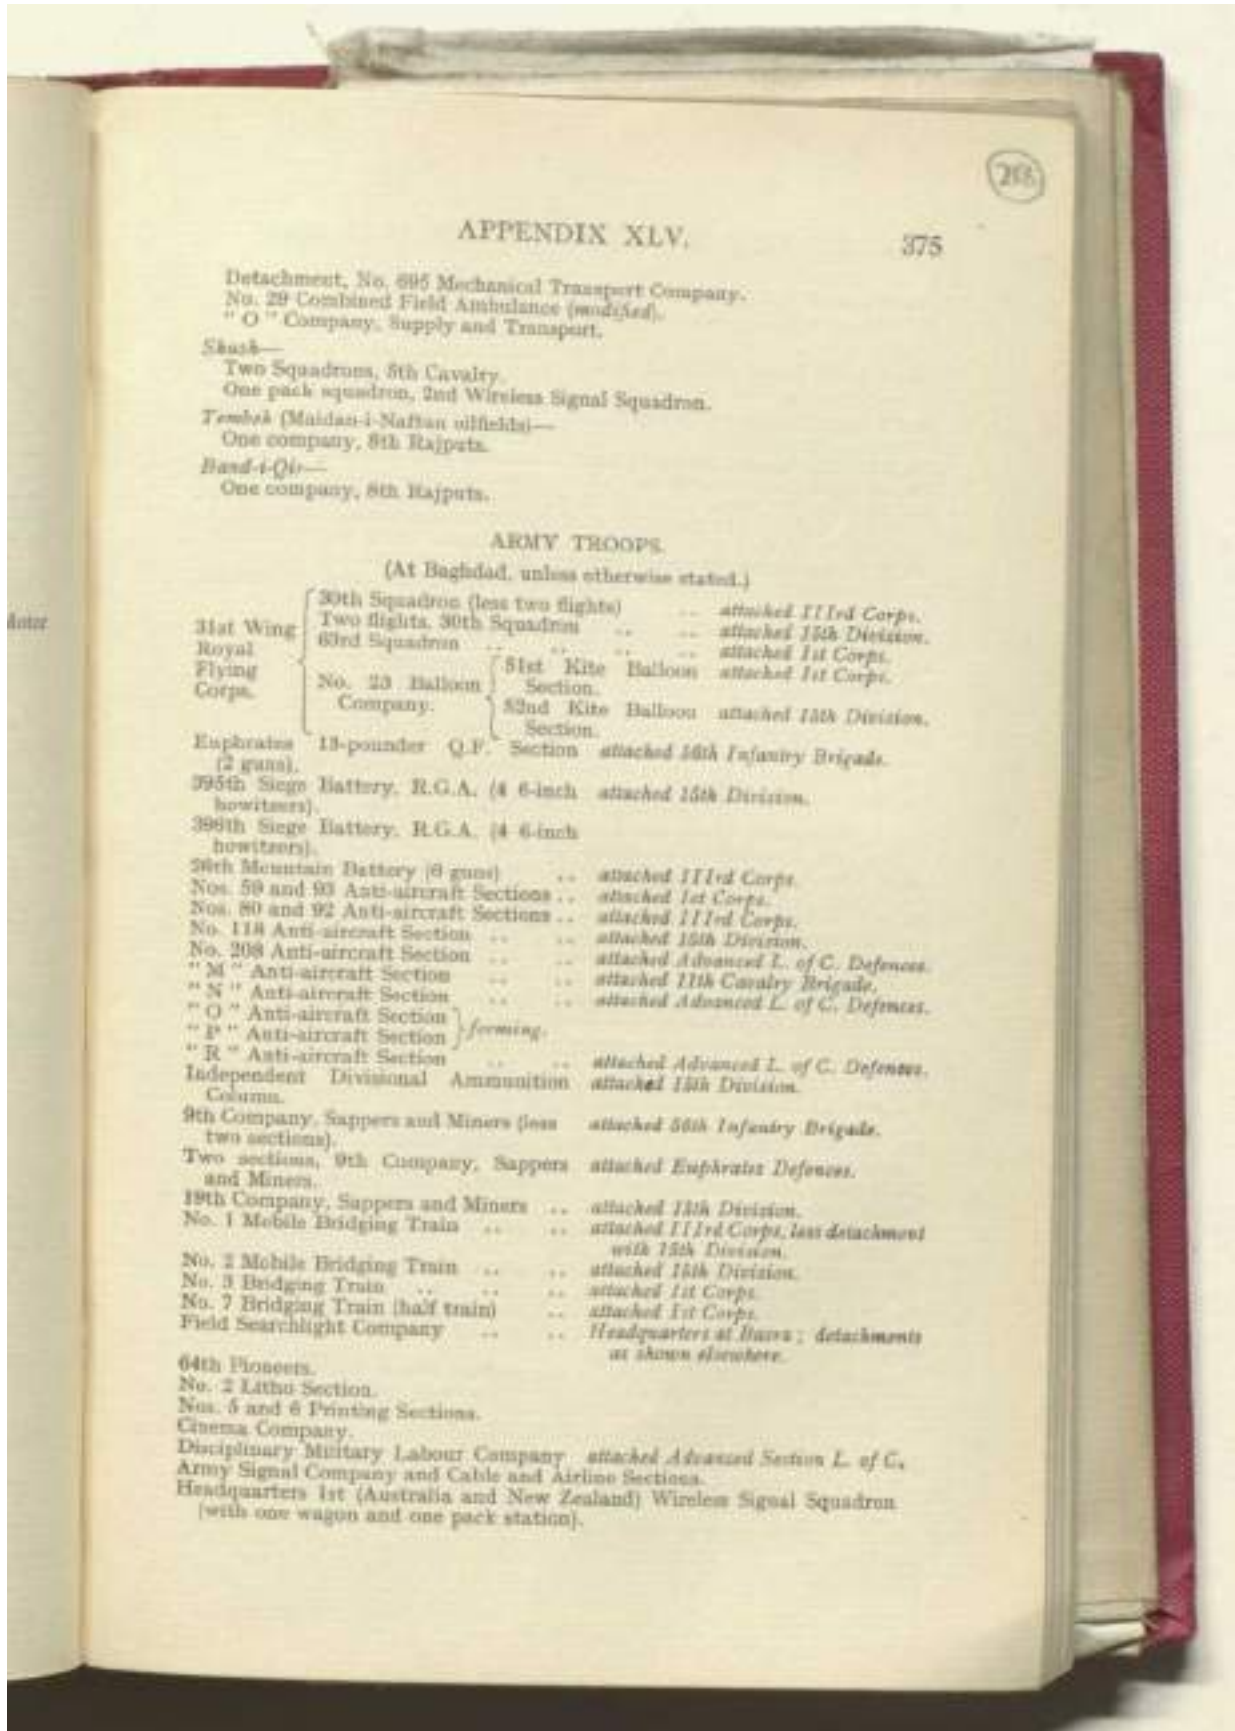 APPENDIX XLV.
375
Detachment, No. 695 Mechanical Transport Company.
No. 29 Combined Field Ambulance (modified).
" O " Company, Supply and Transport.
Shush—
Two Squadrons, 5th Cavalry.
One pack squadron, 2nd Wireless Signal Squadron.
Tembeh (Maidan-i-Naftun oilfields)—
One company, 8th Rajputs.
Band-i-Qir—
One company, 8th Rajputs.
ARMY TROOPS.
(At Baghdad, unless otherwise stated.)
31st Wing Royal Flying Corps.
30th Squadron (less two flights) .. attached IIIrd Corps.
Two flights, 30th Squadron .. .. attached 15th Division.
63rd Squadron .. .. .. .. attached Ist Corps.
No. 23 Balloon Company.
51st Kite Balloon attached Ist Corps.
Section.
52nd Kite Balloon attached 15th Division.
Section.
Euphrates 13-pounder Q.F. Section attached 56th Infantry Brigade.
(2 guns).
395th Siege Battery, R.G.A. (4 6-inch attached 15th Division.
howitzers).
396th Siege Battery, R.G.A. (4 6-inch
howitzers).
Mountain Battery (6 guns) .. attached IIIrd Corps.
Nos. 59 and 93 Anti-aircraft Sections .. attached Ist Corps.
Nos. 80 and 92 Anti-aircraft Sections .. attached IIIrd Corps.
No. 118 Anti-aircraft Section .. .. attached 15th Division.
No. 208 Anti-aircraft Section .. .. attached Advanced L. of C. Defences.
" M " Anti-aircraft Section .. .. attached 11th Cavalry Brigade.
" N " Anti-aircraft Section .. .. attached Advanced L. of C. Defences.
" O " Anti-aircraft Section
" P " Anti-aircraft Section
forming.
" R " Anti-aircraft Section .. .. attached Advanced L. of C. Defences.
Independent Divisional Ammunition attached 15th Division.
Column.
9th Company, Sappers and Miners (less attached 56th Infantry Brigade.
two sections).
Two sections, 9th Company, Sappers attached Euphrates Defences.
and Miners.
19th Company, Sappers and Miners .. attached Division.
No. 1 Mobile Bridging Train .. .. attached IIIrd Corps, less detachment
with 15th Division.
No. 2 Mobile Bridging Train .. .. attached 15th Division.
No. 3 Bridging Train .. .. .. attached Ist Corps.
No. 7 Bridging Train (half train) .. attached Ist Corps.
Field Searchlight Company .. .. Headquarters at Basra ; detachments
as shown elsewhere.
64th Pioneers.
No. 2 Litho Section.
Nos. 5 and 6 Printing Sections.
Cinema Company.
Disciplinary Military Labour Company attached Advanced Section L. of C.
Army Signal Company and Cable and Airline Sections.
Headquarters 1st (Australia and New Zealand) Wireless Signal Squadron
(with one wagon and one pack station).